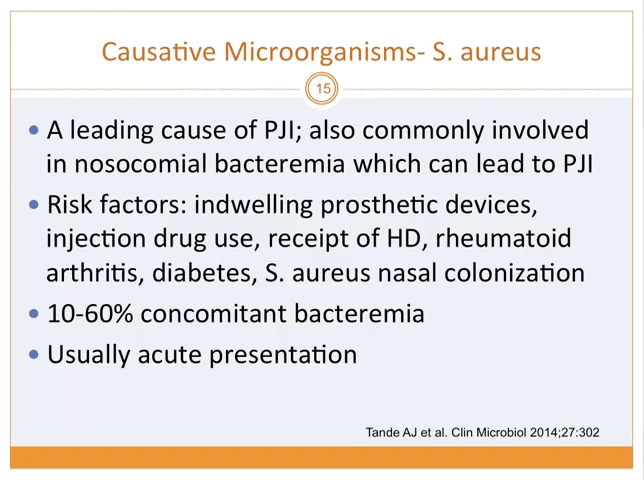 Causative Microorganisms- S. aureus
15
• A leading cause of PJI; also commonly involved
in nosocomial bacteremia which can lead to PJI
• Risk factors: indwelling prosthetic devices,
injection drug use, receipt of HD, rheumatoid
arthritis, diabetes, S. aureus nasal colonization
• 10-60% concomitant bacteremia
• Usually acute presentation
Tande AJ et al. Clin Microbiol 2014;27:302